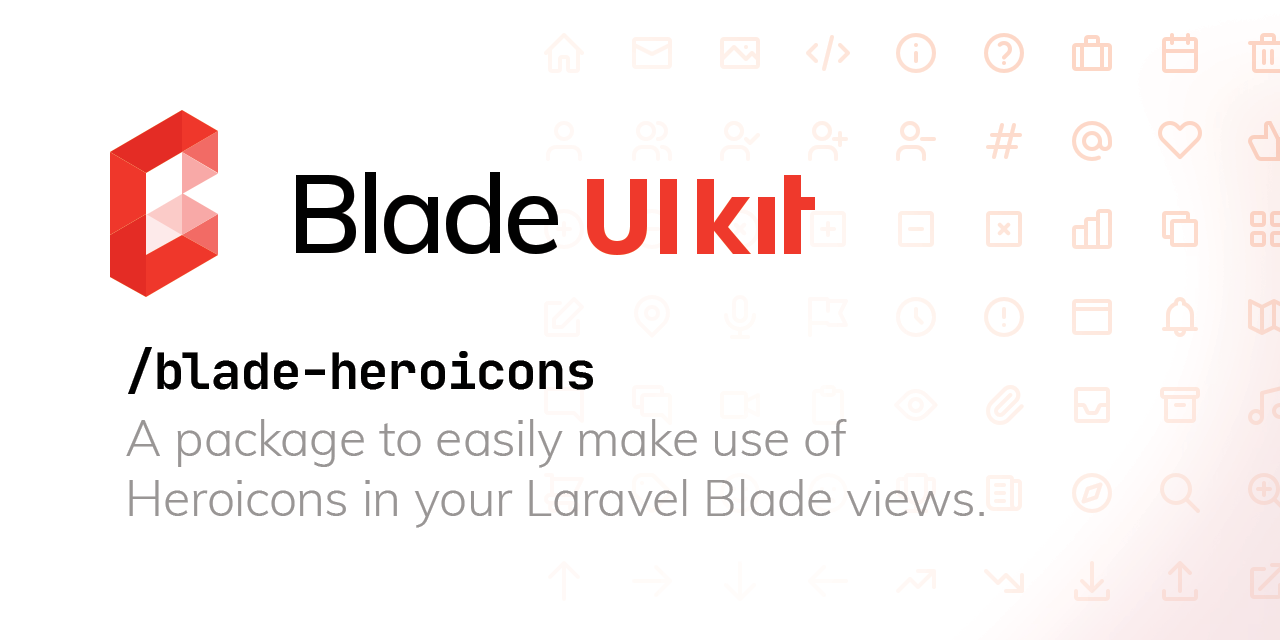 Blade UI kit
/blade-heroicons
A package to easily make use of
Heroicons in your Laravel Blade views.